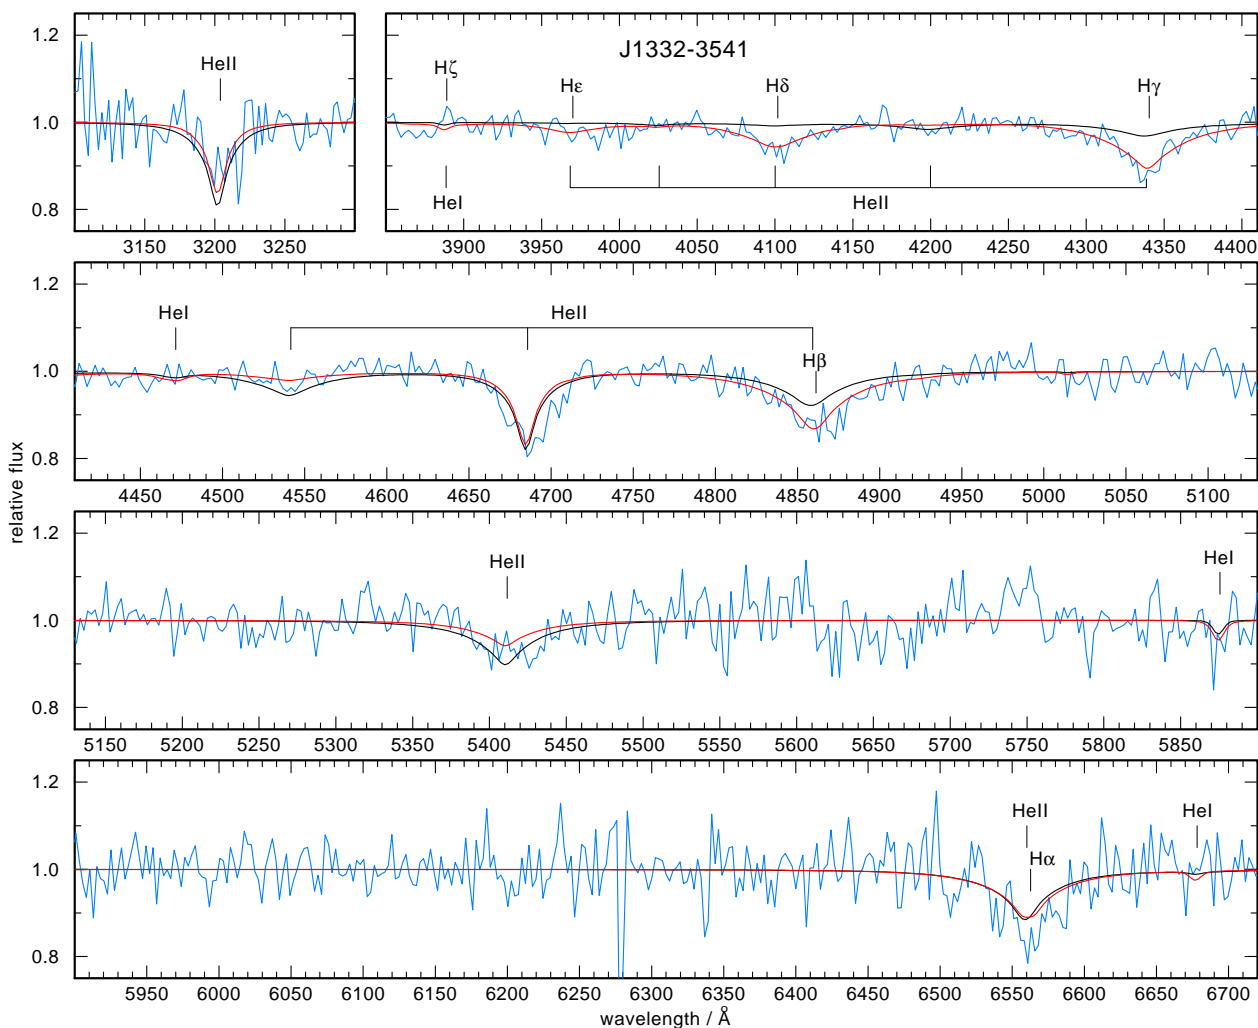 J1332-3541
HeII
Hζ Hε Hδ Hγ
HeI HeII
1.2
1.0
0.8
3150 3200 3250
3900 3950 4000 4050 4100 4150 4200 4250 4300 4350 4400
HeI HeII Hβ
1.2
1.0
0.8
4450 4500 4550 4600 4650 4700 4750 4800 4850 4900 4950 5000 5050 5100
relative flux
HeII HeI
1.2
1.0
0.8
5150 5200 5250 5300 5350 5400 5450 5500 5550 5600 5650 5700 5750 5800 5850
HeII Hα HeI
1.2
1.0
0.8
5950 6000 6050 6100 6150 6200 6250 6300 6350 6400 6450 6500 6550 6600 6650 6700
wavelength / Å